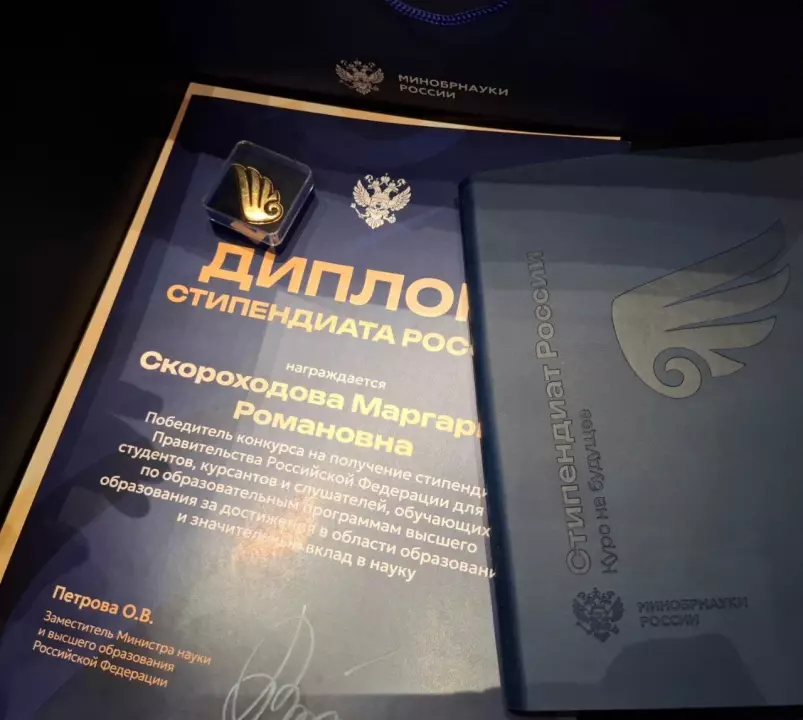 МИНОБРНАУКИ
РОССИИ
ДИПЛОМ
СТИПЕНДИАТА РОСС
награждается
Скороходова Маргари
Романовна
Победитель конкурса на получение стипенди
Правительства Российской Федерации для
студентов, курсантов и слушателей, обучающих
по образовательным программам высшего
образования за достижения в области образовани
и значительный вклад в науку
Петрова О.В.
Заместитель Министра науки
и высшего образования
Российской Федерации
Стипендиат России
Курс на будущее
МИНОБРНАУКИ
РОССИИ